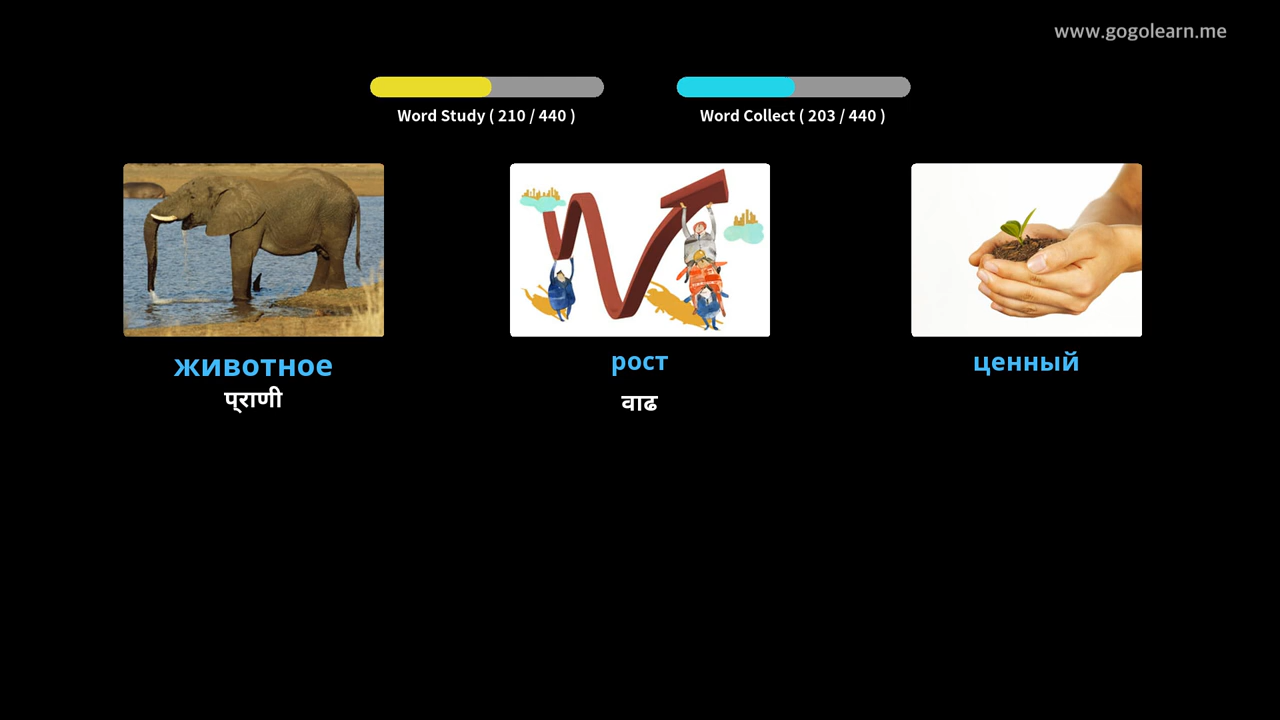 www.gogolearn.me
Word Study ( 210 / 440 )
Word Collect ( 203 / 440 )
животное
प्राणी
рост
वाढ
ценный